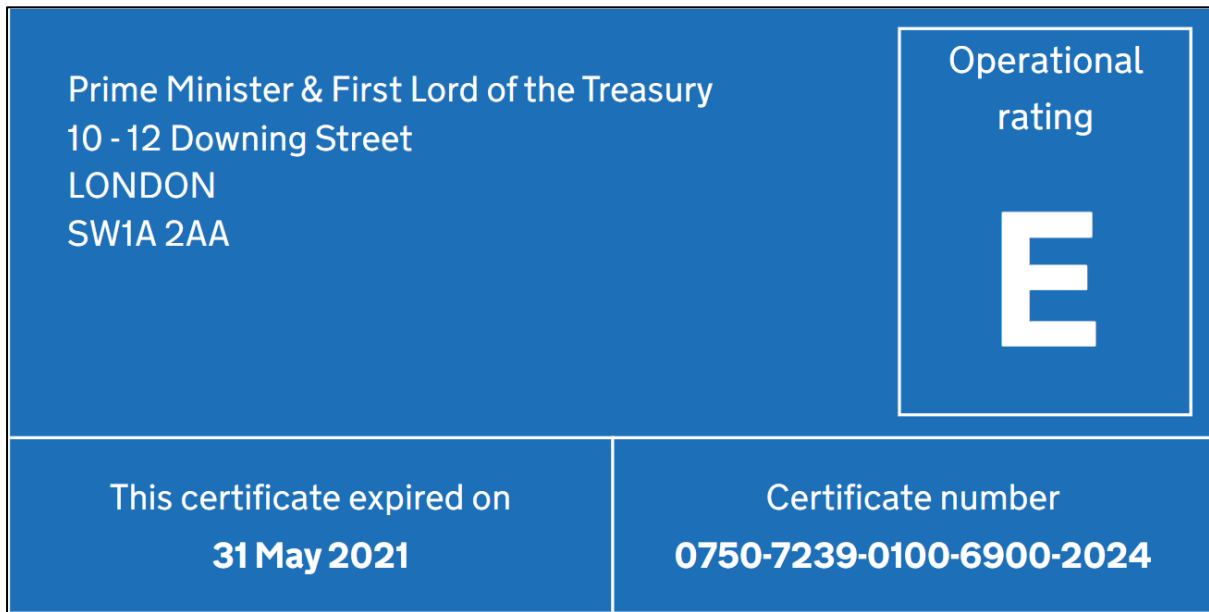 Prime Minister & First Lord of the Treasury
10 - 12 Downing Street
LONDON
SW1A 2AA
Operational
rating
E
This certificate expired on
31 May 2021
Certificate number
0750-7239-0100-6900-2024